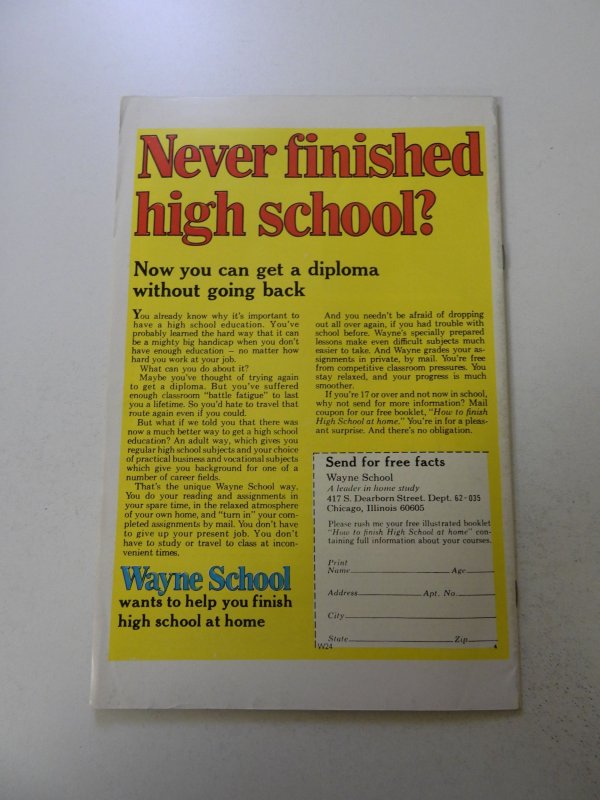 Never finished
high school?
Now you can get a diploma
without going back
You already know why it's important to
have a high school education. You've
probably learned the hard way that it can
be a mighty big handicap when you don't
have enough education – no matter how
hard you work at your job.
What can you do about it?
Maybe you've thought of trying again
to get a diploma. But you've suffered
enough classroom "battle fatigue" to last
you a lifetime. So you'd hate to travel that
route again even if you could.
But what if we told you that there was
now a much better way to get a high school
education? An adult way, which gives you
regular high school subjects and your choice
of practical business and vocational subjects
which give you background for one of a
number of career fields.
That's the unique Wayne School way.
You do your reading and assignments in
your spare time, in the relaxed atmosphere
of your own home, and "turn in" your com-
pleted assignments by mail. You don't have
to give up your present job. You don't
have to study or travel to class at incon-
venient times.
Wayne School
wants to help you finish
high school at home
And you needn't be afraid of dropping
out all over again, if you had trouble with
school before. Wayne's specially prepared
lessons make even difficult subjects much
easier to take. And Wayne grades your as-
signments in private, by mail. You're free
from competitive classroom pressures. You
stay relaxed, and your progress is much
smoother.
If you're 17 or over and not now in school,
why not send for more information? Mail
coupon for our free booklet, "How to finish
High School at home." You're in for a pleas-
ant surprise. And there's no obligation.
Send for free facts
Wayne School
A leader in home study
417 S. Dearborn Street, Dept. 62-035
Chicago, Illinois 60605
Please rush me your free illustrated booklet
"How to finish High School at home" con-
taining full information about your courses.
Print
Name Age
Address Apt. No.
City
State Zip
W24 4